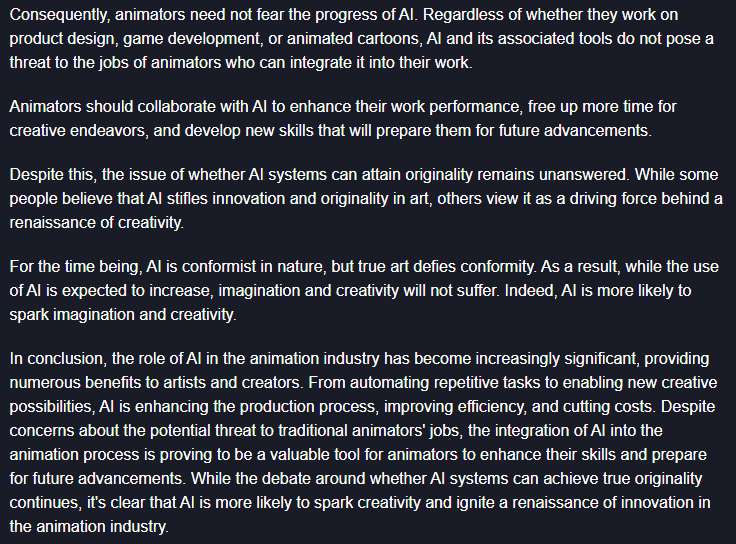 Consequently, animators need not fear the progress of AI. Regardless of whether they work on
product design, game development, or animated cartoons, AI and its associated tools do not pose a
threat to the jobs of animators who can integrate it into their work.
Animators should collaborate with AI to enhance their work performance, free up more time for
creative endeavors, and develop new skills that will prepare them for future advancements.
Despite this, the issue of whether AI systems can attain originality remains unanswered. While some
people believe that AI stifles innovation and originality in art, others view it as a driving force behind a
renaissance of creativity.
For the time being, AI is conformist in nature, but true art defies conformity. As a result, while the use
of AI is expected to increase, imagination and creativity will not suffer. Indeed, AI is more likely to
spark imagination and creativity.
In conclusion, the role of AI in the animation industry has become increasingly significant, providing
numerous benefits to artists and creators. From automating repetitive tasks to enabling new creative
possibilities, AI is enhancing the production process, improving efficiency, and cutting costs. Despite
concerns about the potential threat to traditional animators' jobs, the integration of AI into the
animation process is proving to be a valuable tool for animators to enhance their skills and prepare
for future advancements. While the debate around whether AI systems can achieve true originality
continues, it's clear that AI is more likely to spark creativity and ignite a renaissance of innovation in
the animation industry.